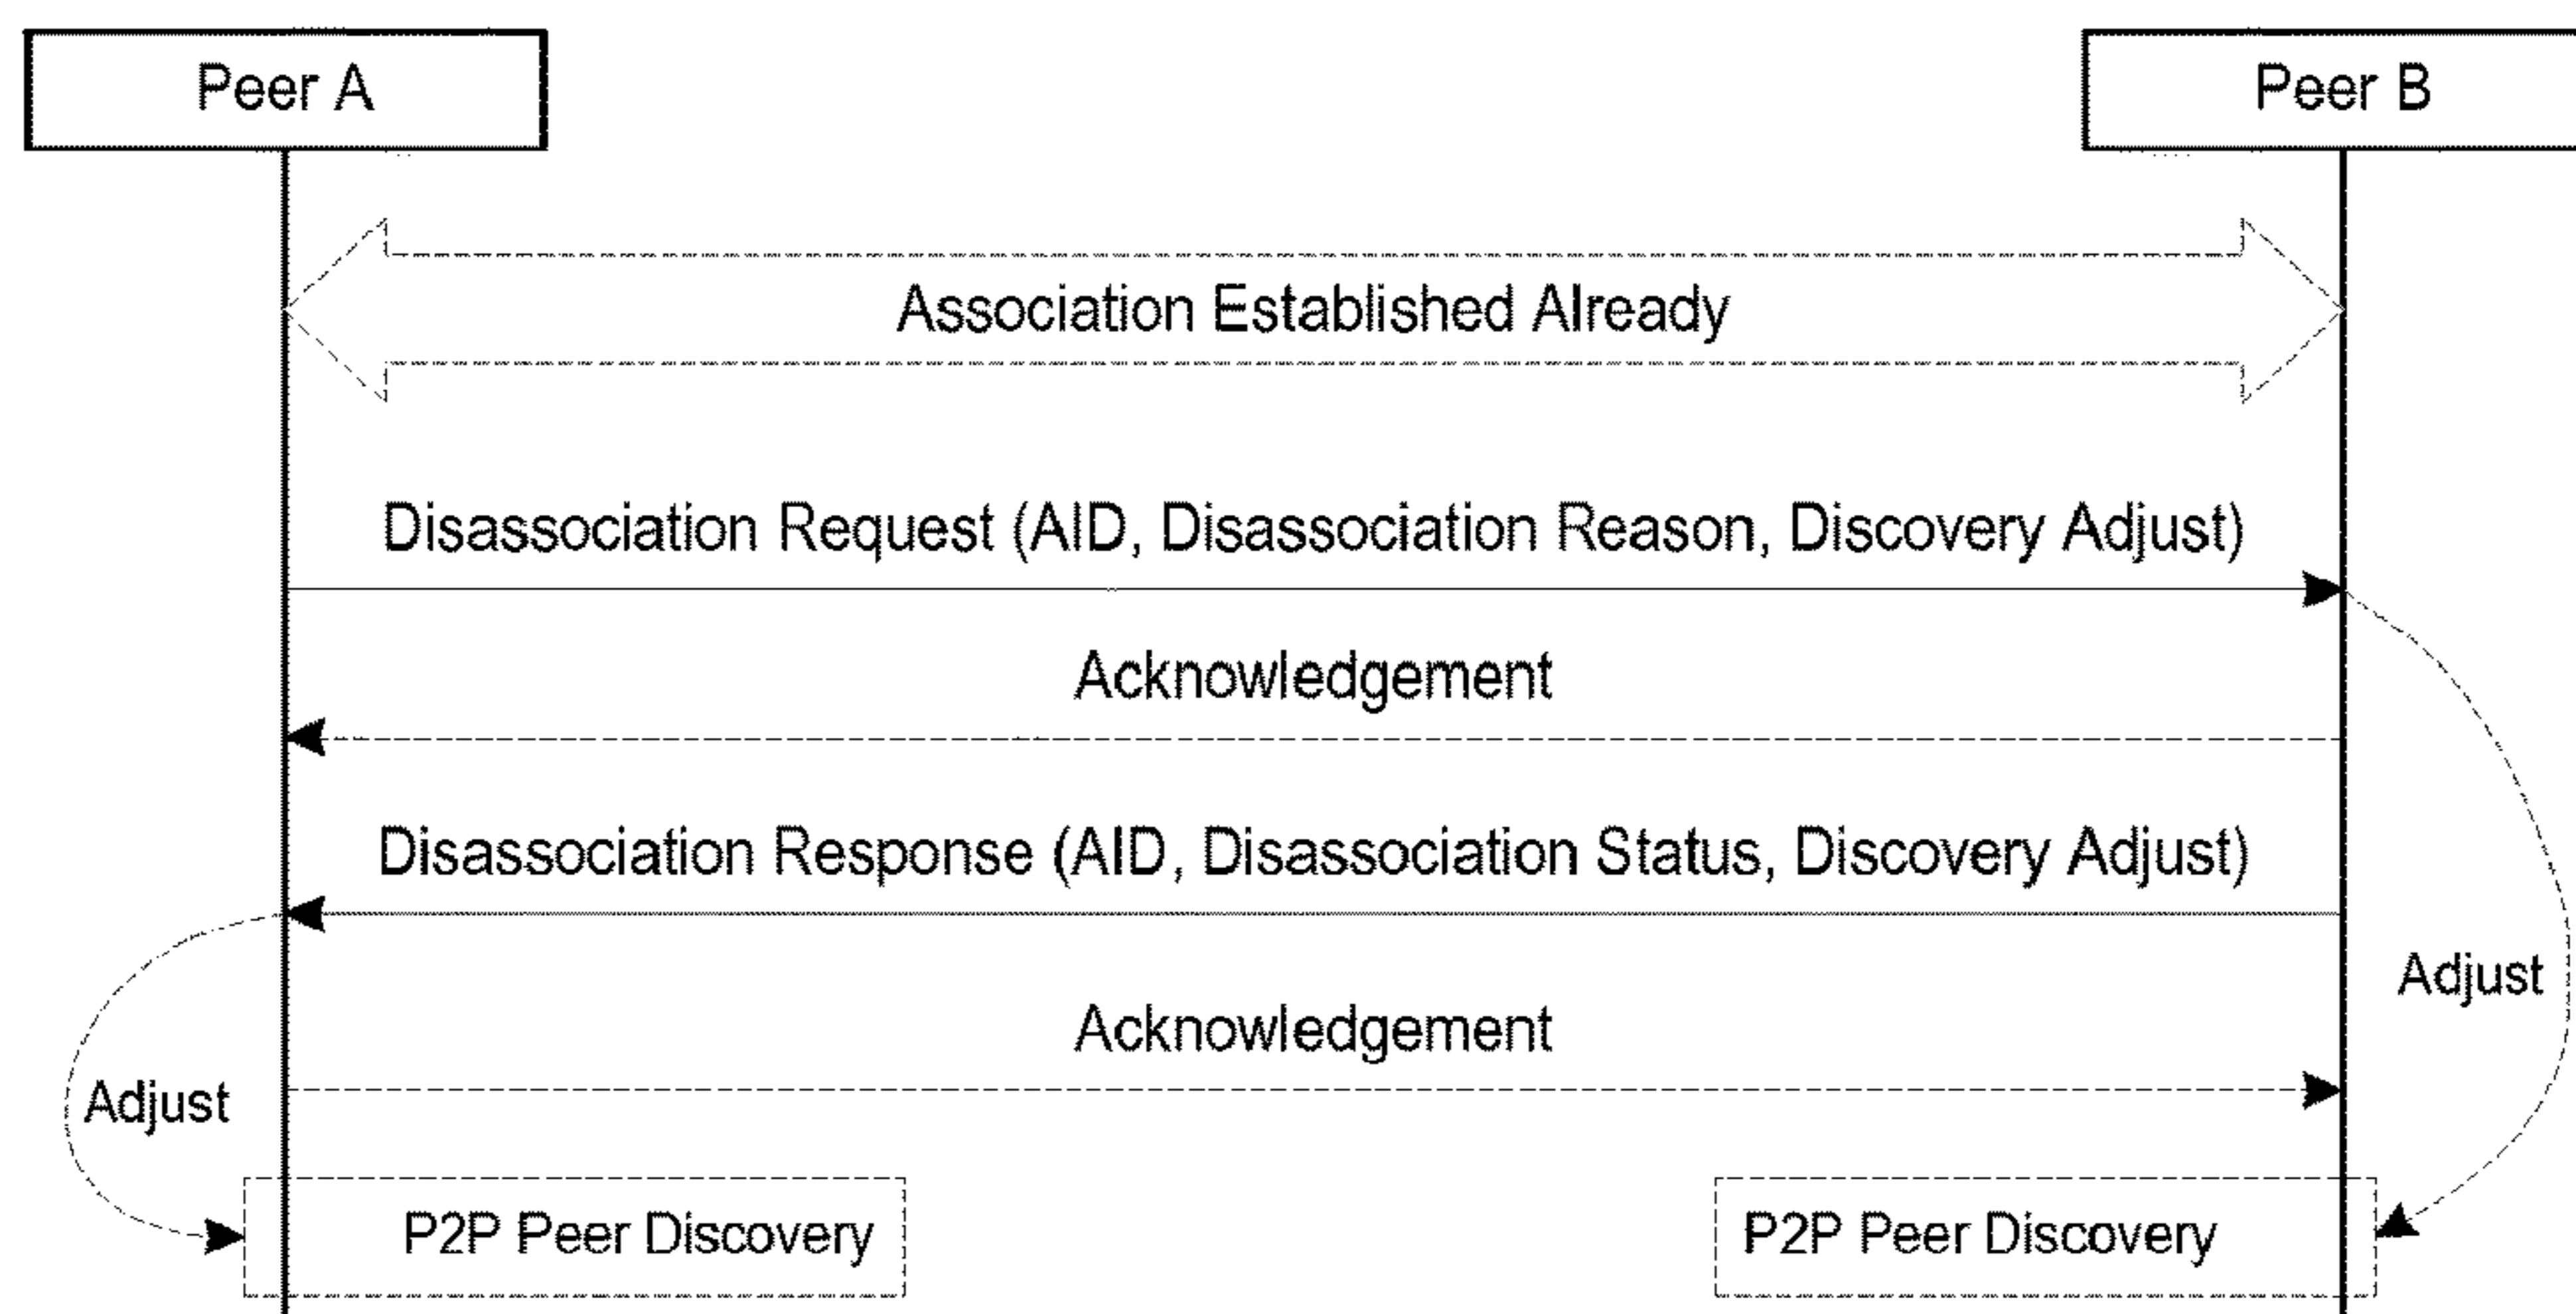 Peer A
Peer B
Association Established Already
Disassociation Request (AID, Disassociation Reason, Discovery Adjust)
Acknowledgement
Disassociation Response (AID, Disassociation Status, Discovery Adjust)
Adjust
Acknowledgement
Adjust
P2P Peer Discovery
P2P Peer Discovery